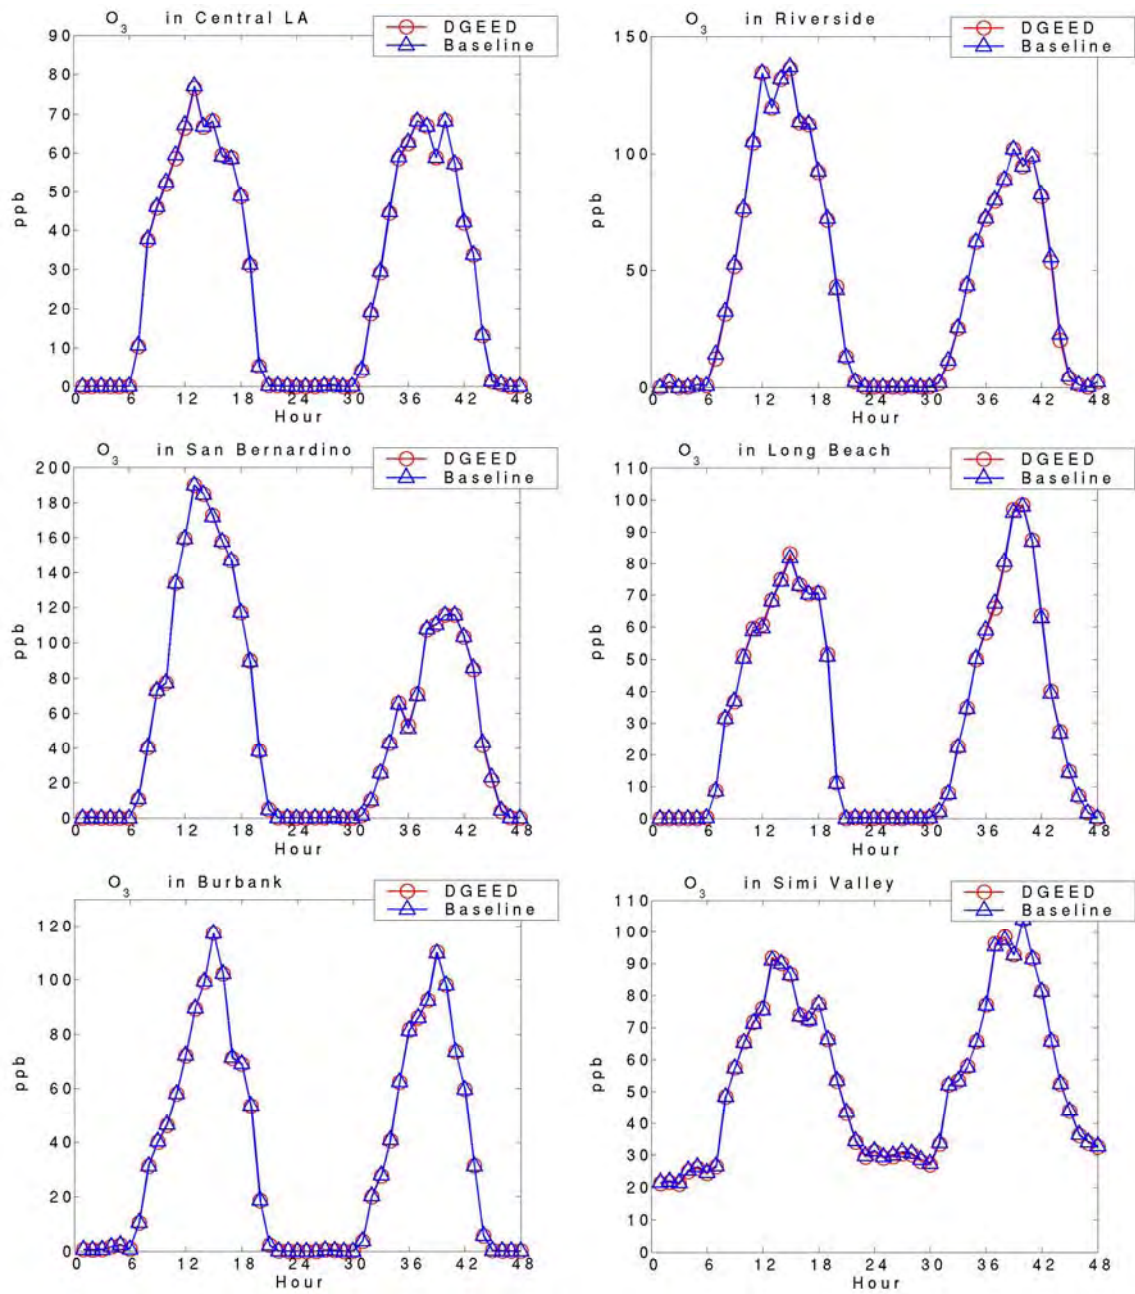 O3 in Central LA
DGEED
Baseline
90
80
70
60
50
40
30
20
10
0
ppb
0 6 12 18 24 30 36 42 48
Hour
O3 in Riverside
DGEED
Baseline
150
100
50
0
ppb
0 6 12 18 24 30 36 42 48
Hour
O3 in San Bernardino
DGEED
Baseline
200
180
160
140
120
100
80
60
40
20
0
ppb
0 6 12 18 24 30 36 42 48
Hour
O3 in Long Beach
DGEED
Baseline
110
100
90
80
70
60
50
40
30
20
10
0
ppb
0 6 12 18 24 30 36 42 48
Hour
O3 in Burbank
DGEED
Baseline
120
100
80
60
40
20
0
ppb
0 6 12 18 24 30 36 42 48
Hour
O3 in Simi Valley
DGEED
Baseline
110
100
90
80
70
60
50
40
30
20
10
0
ppb
0 6 12 18 24 30 36 42 48
Hour